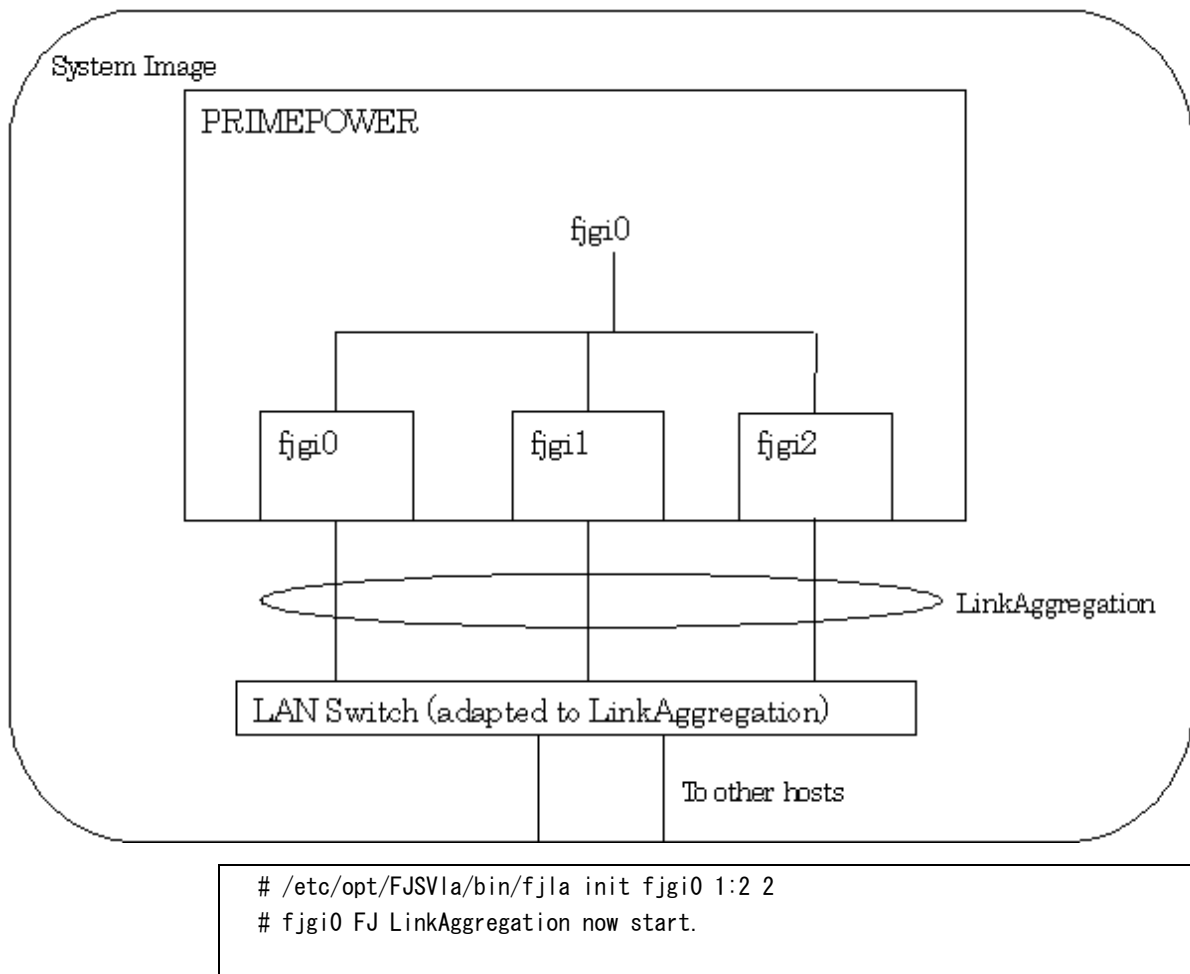 System Image
PRIMEPOWER
fjgi0
fjgi0
fjgi1
fjgi2
LinkAggregation
LAN Switch (adapted to LinkAggregation)
To other hosts
# /etc/opt/FJSVla/bin/fjla init fjgi0 1:2 2
# fjgi0 FJ LinkAggregation now start.